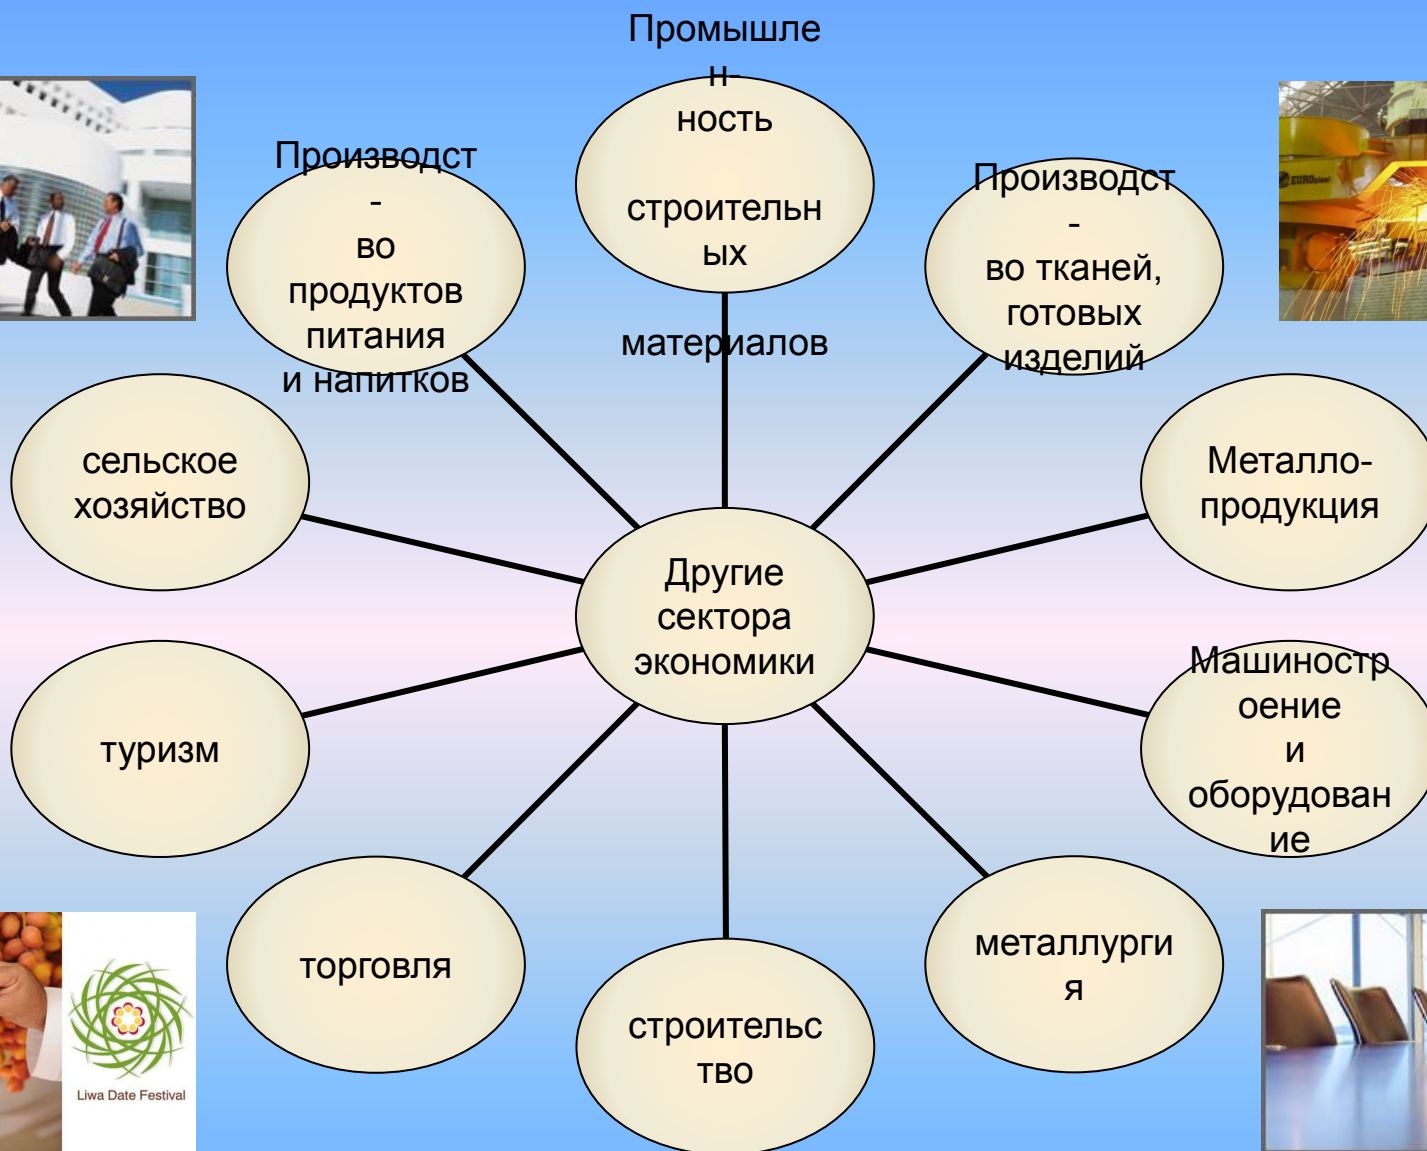 Промышле
н-
ность
строительн
ых
материалов
Производст
-
во
продуктов
питания
и напитков
Производст
-
во тканей,
готовых
изделий
EUROplant
сельское
хозяйство
Металло-
продукция
Другие
сектора
экономики
туризм
Машиностр
оение
и
оборудован
ие
торговля
металлурги
я
строительс
тво
Liwa Date Festival